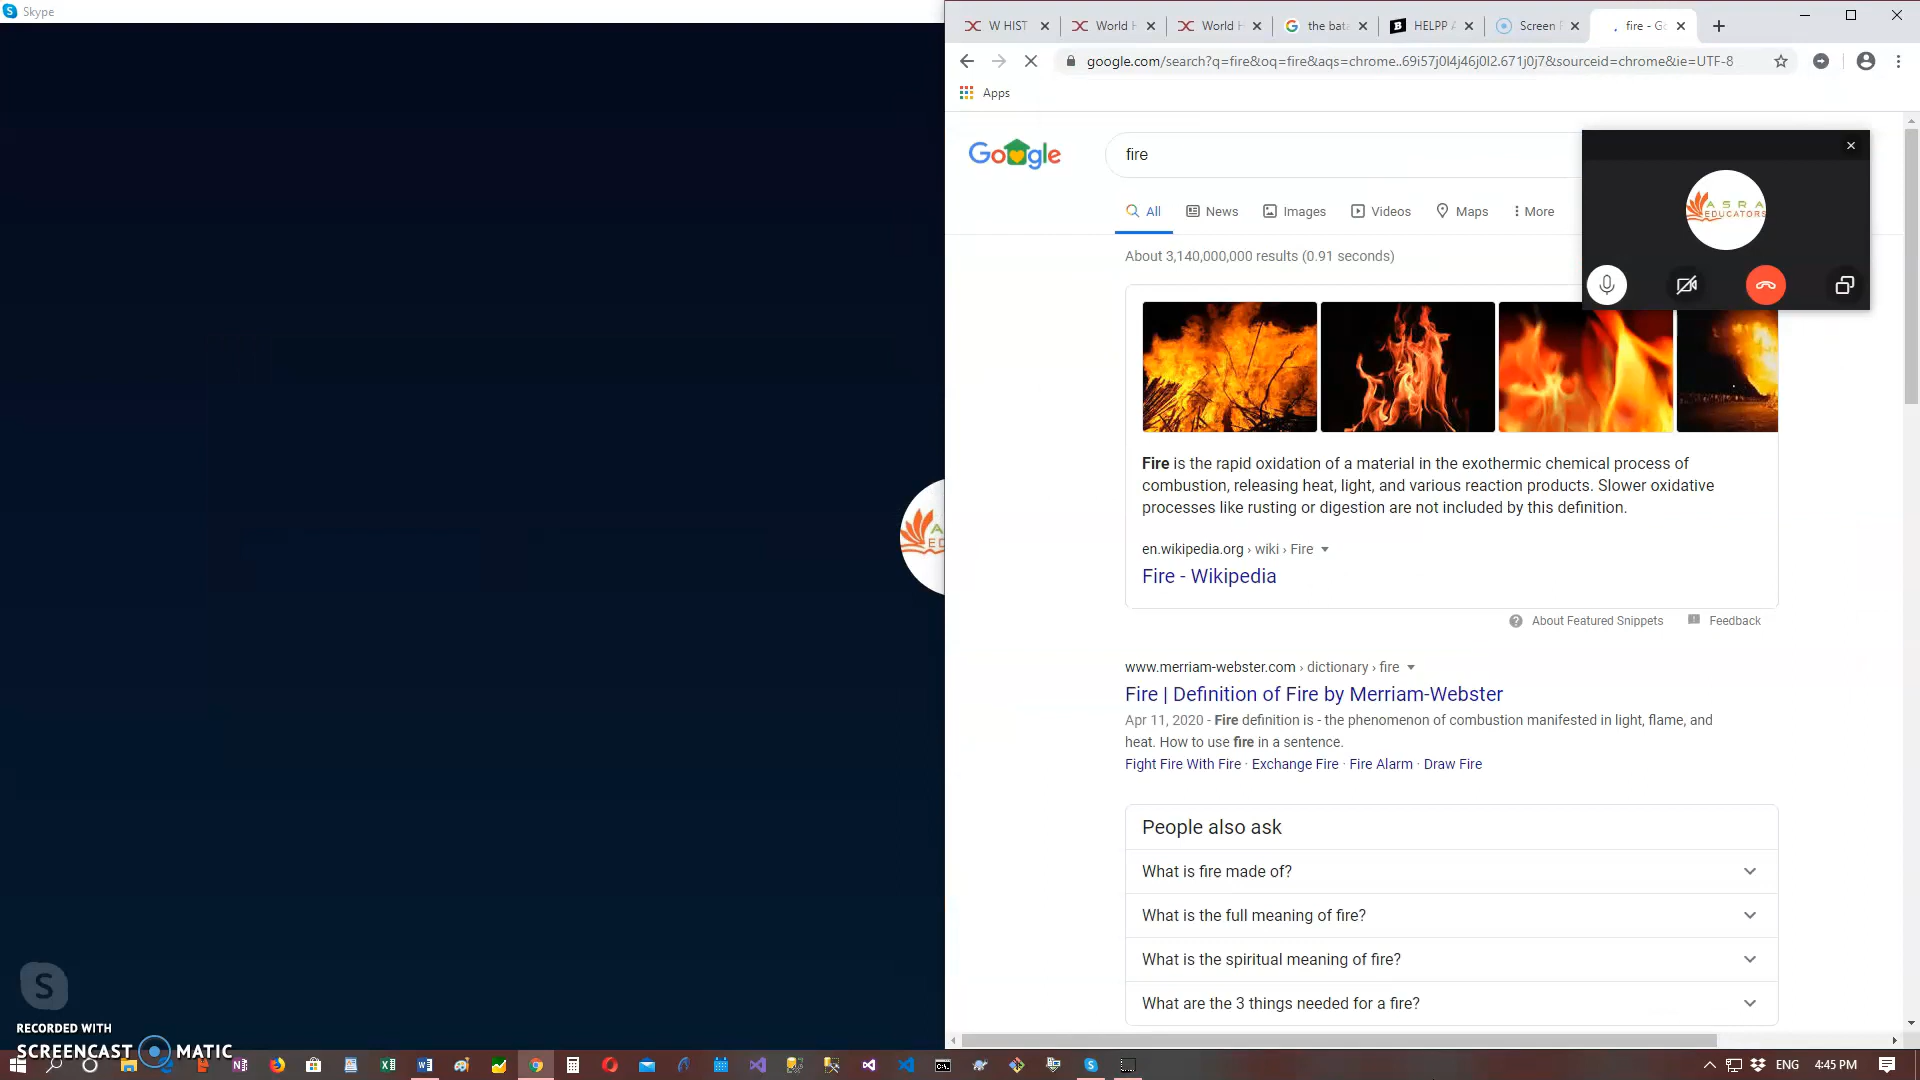 Skype
W HIST
World H
World H
the bata
HELPP A
Screen R
fire - Go
google.com/search?q=fire&oq=fire&aqs=chrome..69i57j0l4j46j0l2.671j0j7&sourceid=chrome&ie=UTF-8
Apps
Google
fire
All News Images Videos Maps More
About 3,140,000,000 results (0.91 seconds)
ASRA
EDUCATORS
Fire is the rapid oxidation of a material in the exothermic chemical process of
combustion, releasing heat, light, and various reaction products. Slower oxidative
processes like rusting or digestion are not included by this definition.
en.wikipedia.org › wiki › Fire
Fire - Wikipedia
About Featured Snippets Feedback
www.merriam-webster.com › dictionary › fire
Fire | Definition of Fire by Merriam-Webster
Apr 11, 2020 - Fire definition is - the phenomenon of combustion manifested in light, flame, and
heat. How to use fire in a sentence.
Fight Fire With Fire · Exchange Fire · Fire Alarm · Draw Fire
People also ask
What is fire made of?
What is the full meaning of fire?
What is the spiritual meaning of fire?
What are the 3 things needed for a fire?
RECORDED WITH
SCREENCAST MATIC
ENG 4:45 PM